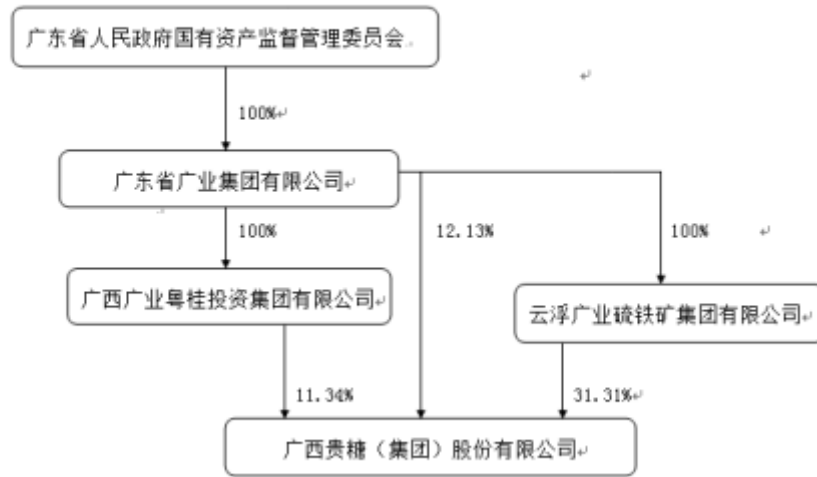 广东省人民政府国有资产监督管理委员会
100%
广东省广业集团有限公司
100%
12.13%
100%
广西广业粤桂投资集团有限公司
云浮广业硫铁矿集团有限公司
11.34%
31.31%
广西贵糖（集团）股份有限公司